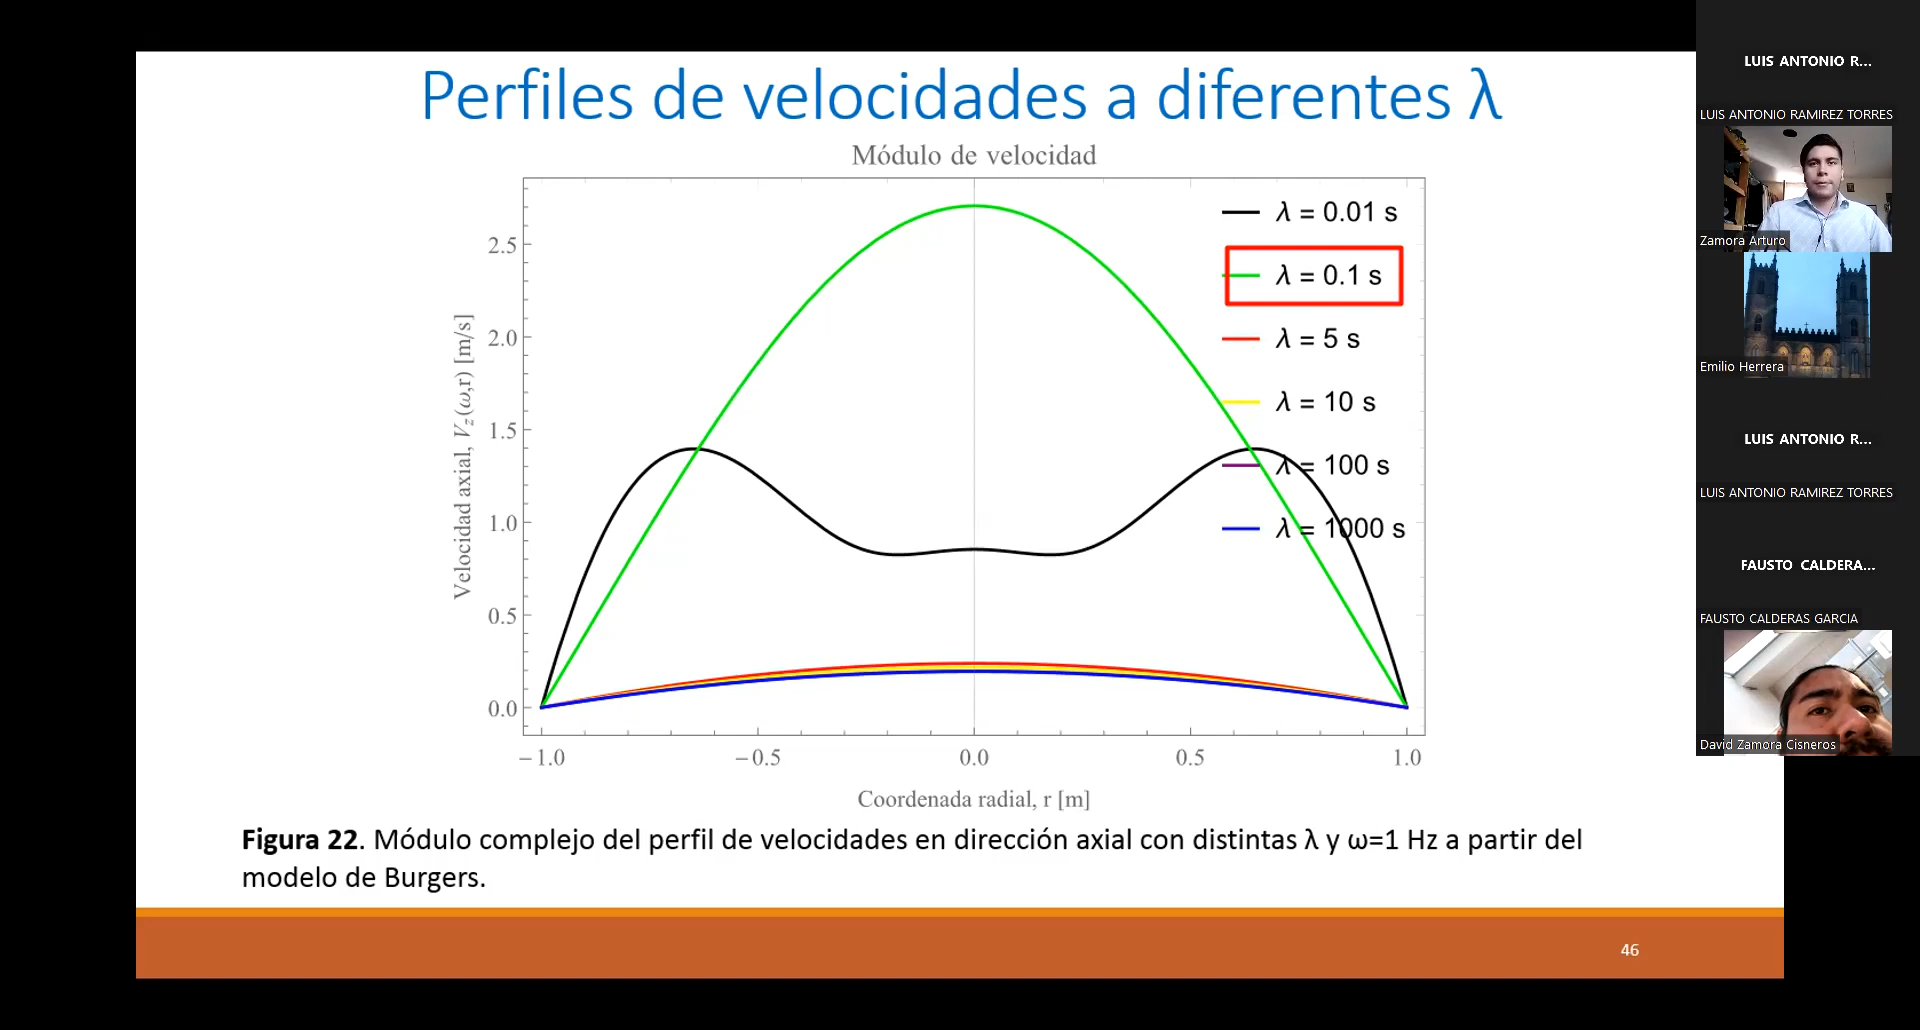 Perfiles de velocidades a diferentes λ
Módulo de velocidad
Velocidad axial, V_z(ω,r) [m/s]
2.5
2.0
1.5
1.0
0.5
0.0
−1.0
−0.5
0.0
0.5
1.0
Coordenada radial, r [m]
λ = 0.01 s
λ = 0.1 s
λ = 5 s
λ = 10 s
λ = 100 s
λ = 1000 s
Figura 22. Módulo complejo del perfil de velocidades en dirección axial con distintas λ y ω=1 Hz a partir del
modelo de Burgers.
46
LUIS ANTONIO R...
LUIS ANTONIO RAMIREZ TORRES
Zamora Arturo
Emilio Herrera
LUIS ANTONIO R...
LUIS ANTONIO RAMIREZ TORRES
FAUSTO CALDERA...
FAUSTO CALDERAS GARCIA
David Zamora Cisneros